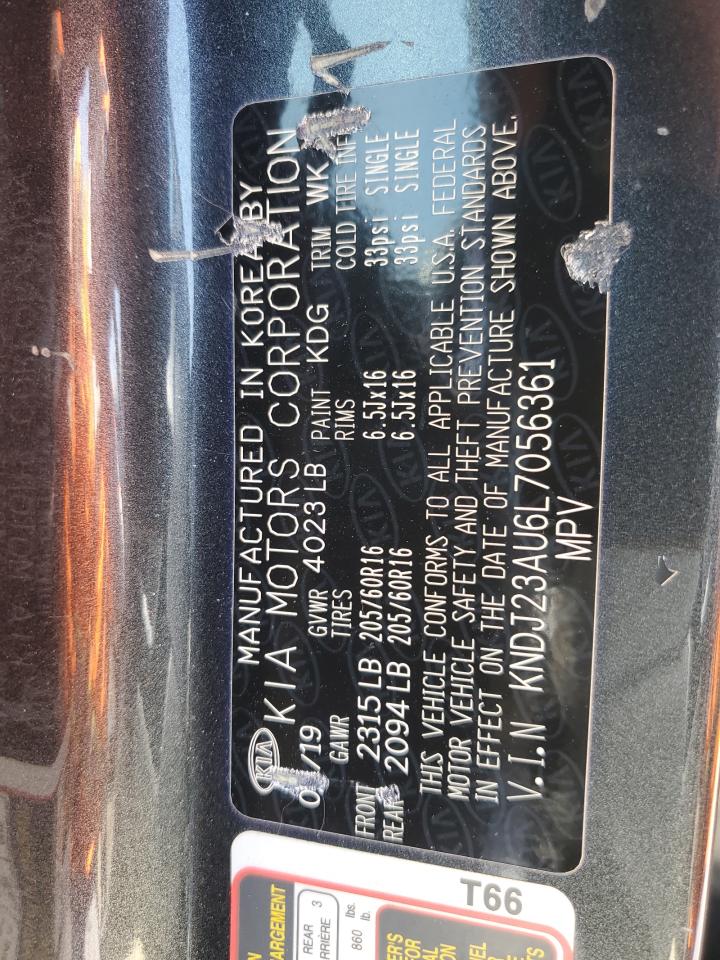 MANUFACTURED IN KOREA BY
KIA KIA MOTORS CORPORATION
/19 GVWR 4023 LB PAINT KDG TRIM WK
GAWR TIRES RIMS COLD TIRE
FRONT 2315 LB 205/60R16 6.5Jx16 33psi SINGLE
REAR 2094 LB 205/60R16 6.5Jx16 33psi SINGLE
THIS VEHICLE CONFORMS TO ALL APPLICABLE U.S.A. FEDERAL
MOTOR VEHICLE SAFETY AND THEFT PREVENTION STANDARDS
IN EFFECT ON THE DATE OF MANUFACTURE SHOWN ABOVE.
V.I.N KNDJ23AU6L7056361
MPV
T66
REAR 3
860 lb.
lbs.